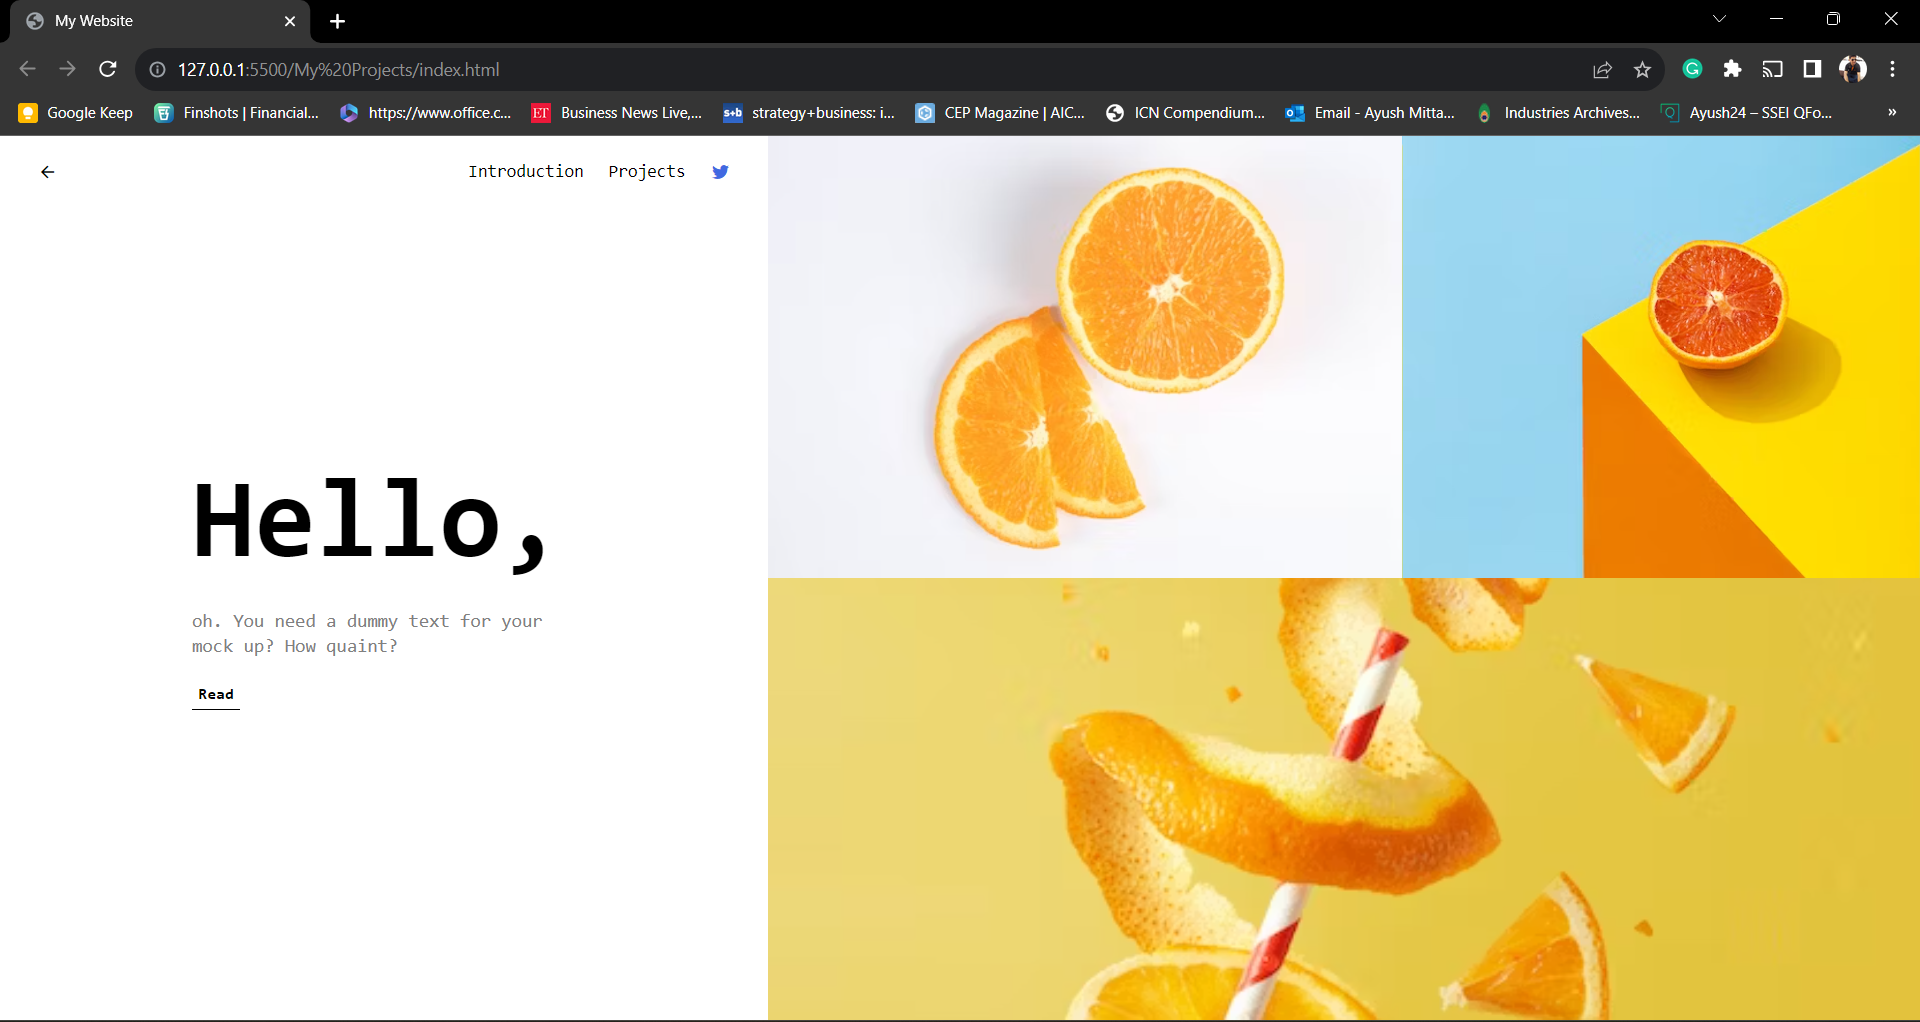 My Website
127.0.0.1:5500/My%20Projects/index.html
Google Keep Finshots | Financial... https://www.office.c... ET Business News Live,... s+b strategy+business: i... CEP Magazine | AIC... ICN Compendium... Email - Ayush Mitta... Industries Archives... Ayush24 – SSEI QFo... »
Introduction Projects
Hello,
oh. You need a dummy text for your
mock up? How quaint?
Read